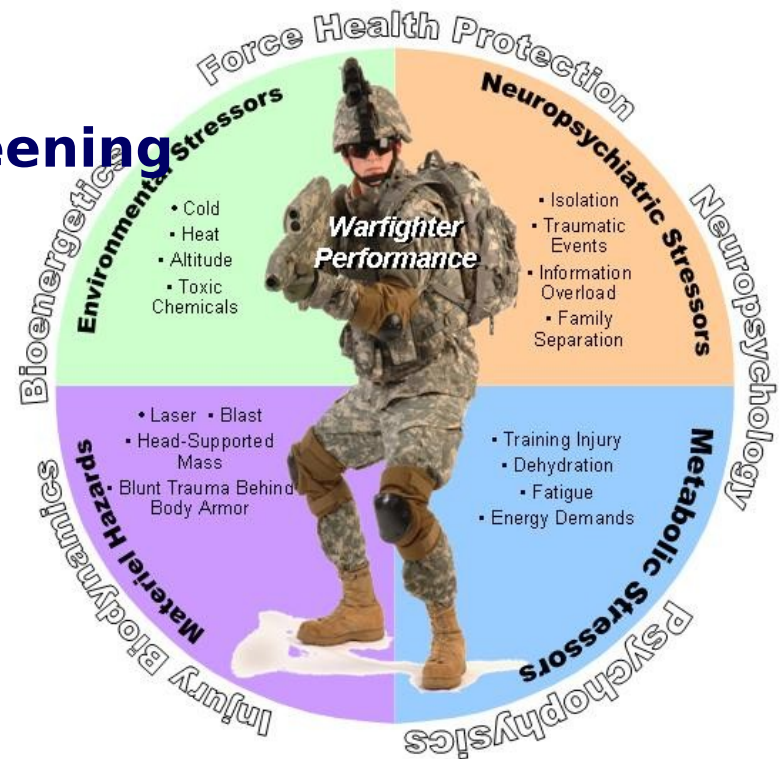 Force Health Protection
eening
Environmental Stressors
• Cold
▪ Heat
▪ Altitude
▪ Toxic
Chemicals
Neuropsychiatric Stressors
▪ Isolation
▪ Traumatic
Events
▪ Information
Overload
▪ Family
Separation
Warfighter
Performance
Bioenergetics
Neuropsychology
• Laser ▪ Blast
▪ Head-Supported
Mass
▪ Blunt Trauma Behind
Body Armor
Materiel Hazards
▪ Training Injury
▪ Dehydration
▪ Fatigue
▪ Energy Demands
Metabolic Stressors
Injury Biodynamics
Psychophysics